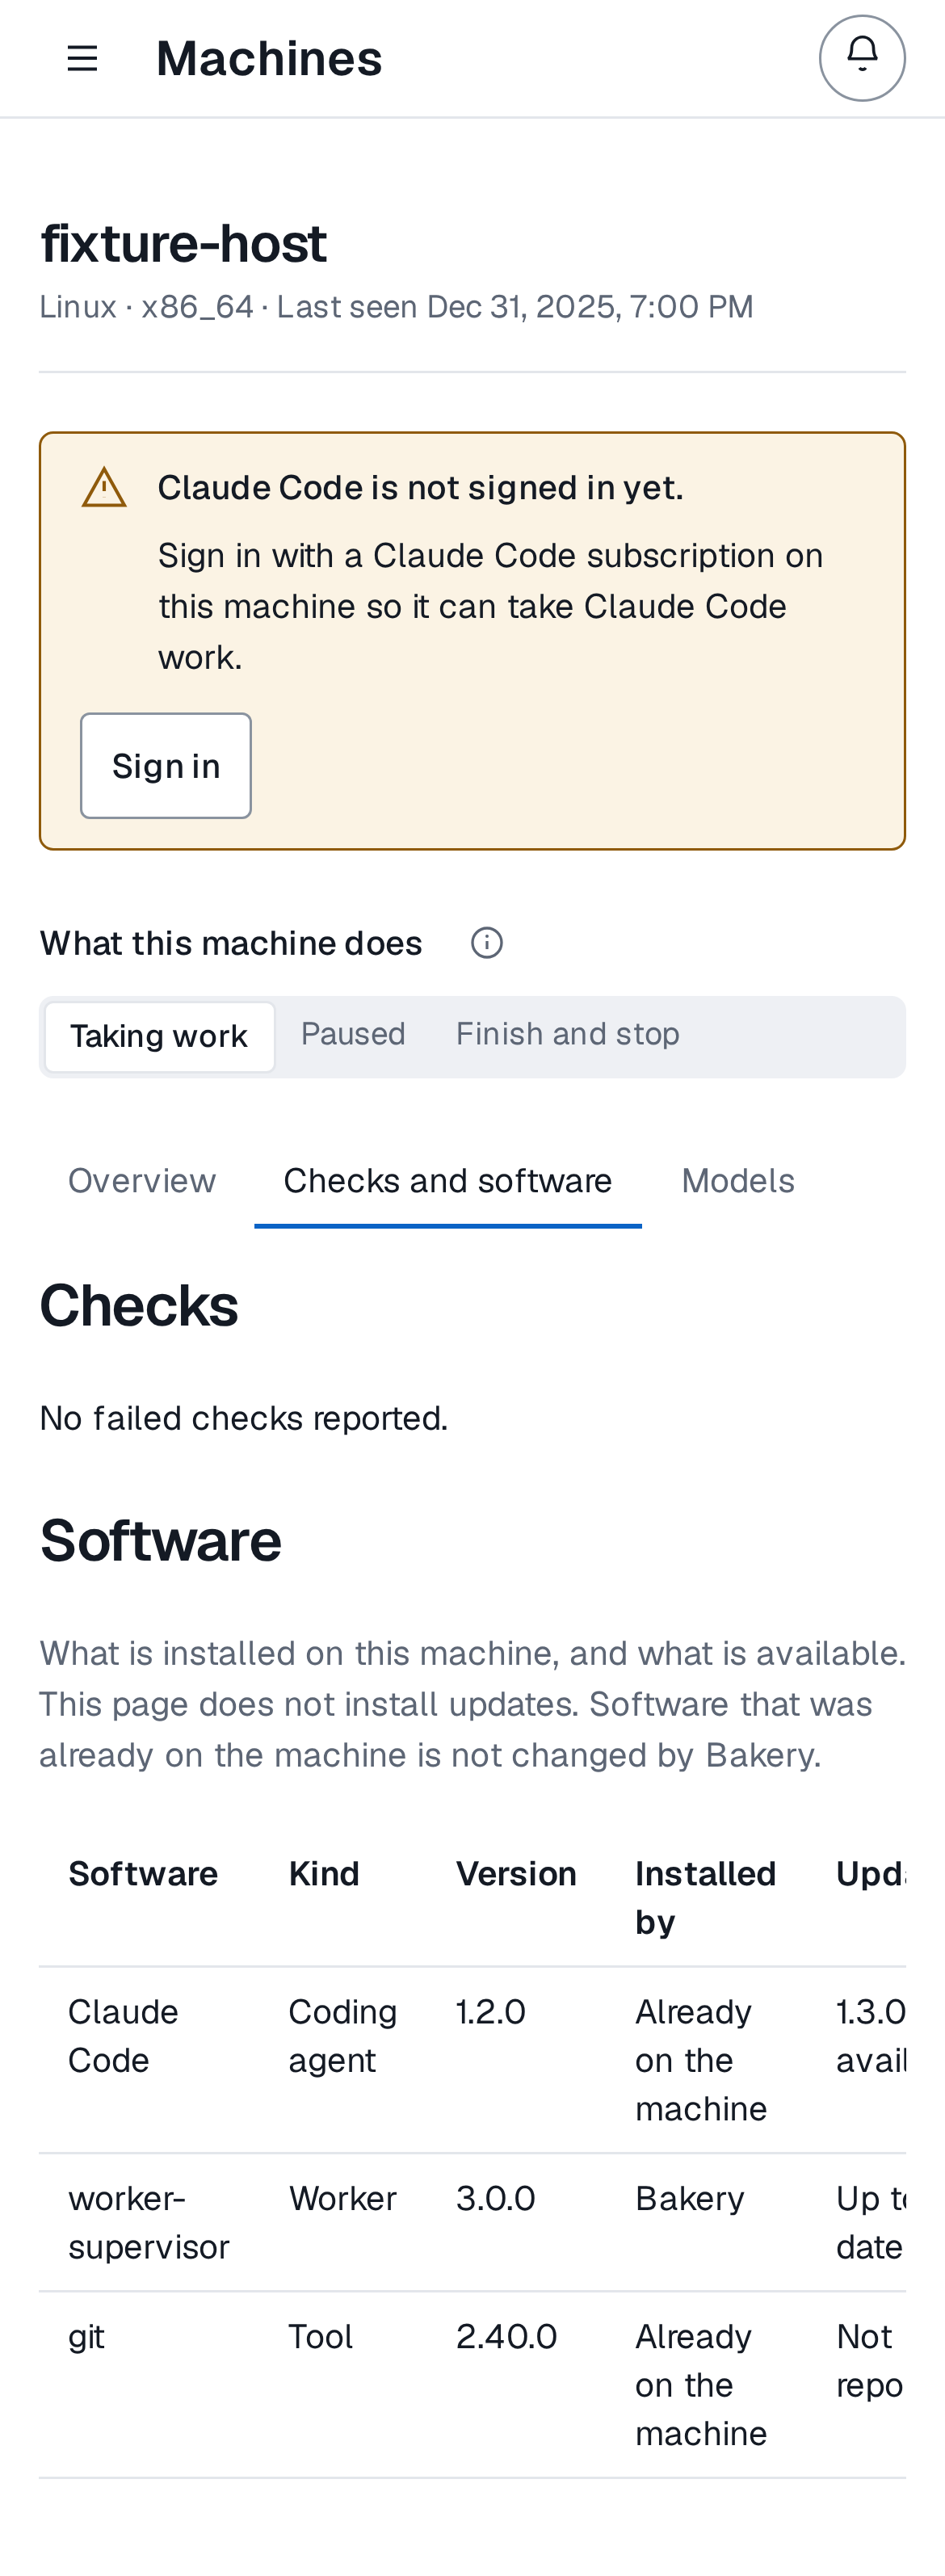 Machines
fixture-host
Linux · x86_64 · Last seen Dec 31, 2025, 7:00 PM
Claude Code is not signed in yet.
Sign in with a Claude Code subscription on
this machine so it can take Claude Code
work.
Sign in
What this machine does
Taking work Paused Finish and stop
Overview Checks and software Models
Checks
No failed checks reported.
Software
What is installed on this machine, and what is available.
This page does not install updates. Software that was
already on the machine is not changed by Bakery.
Software Kind Version Installed
by
Claude Coding 1.2.0 Already 1.3.0
Code agent on the
machine
worker- Worker 3.0.0 Bakery Up
supervisor date
git Tool 2.40.0 Already Not
on the
machine